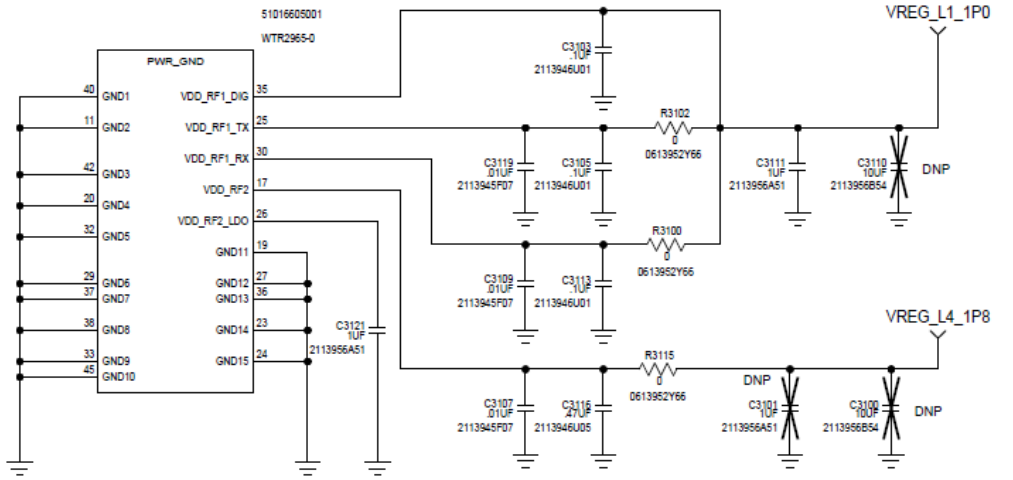 51016605001
WTR2965-0
VREG_L1_1P0
PWR_GND
40 GND1
11 GND2
42 GND3
20 GND4
32 GND5
29 GND6
37 GND7
38 GND8
33 GND9
45 GND10
VDD_RF1_DIG 35
VDD_RF1_TX 25
VDD_RF1_RX 30
VDD_RF2 17
VDD_RF2_LDO 26
GND11 19
GND12 27
GND13 36
GND14 23
GND15 24
C3103
.1UF
2113946U01
R3102
0
0613952Y66
C3119
.01UF
2113945F07
C3105
.1UF
2113946U01
C3111
1UF
2113956A51
C3110
10UF
2113956B54
DNP
R3100
0
0613952Y66
C3109
.01UF
2113945F07
C3113
.1UF
2113946U01
C3121
1UF
2113956A51
VREG_L4_1P8
R3115
0
0613952Y66
C3107
.01UF
2113945F07
C3116
.47UF
2113946U05
DNP
C3101
1UF
2113956A51
C3100
10UF
2113956B54
DNP